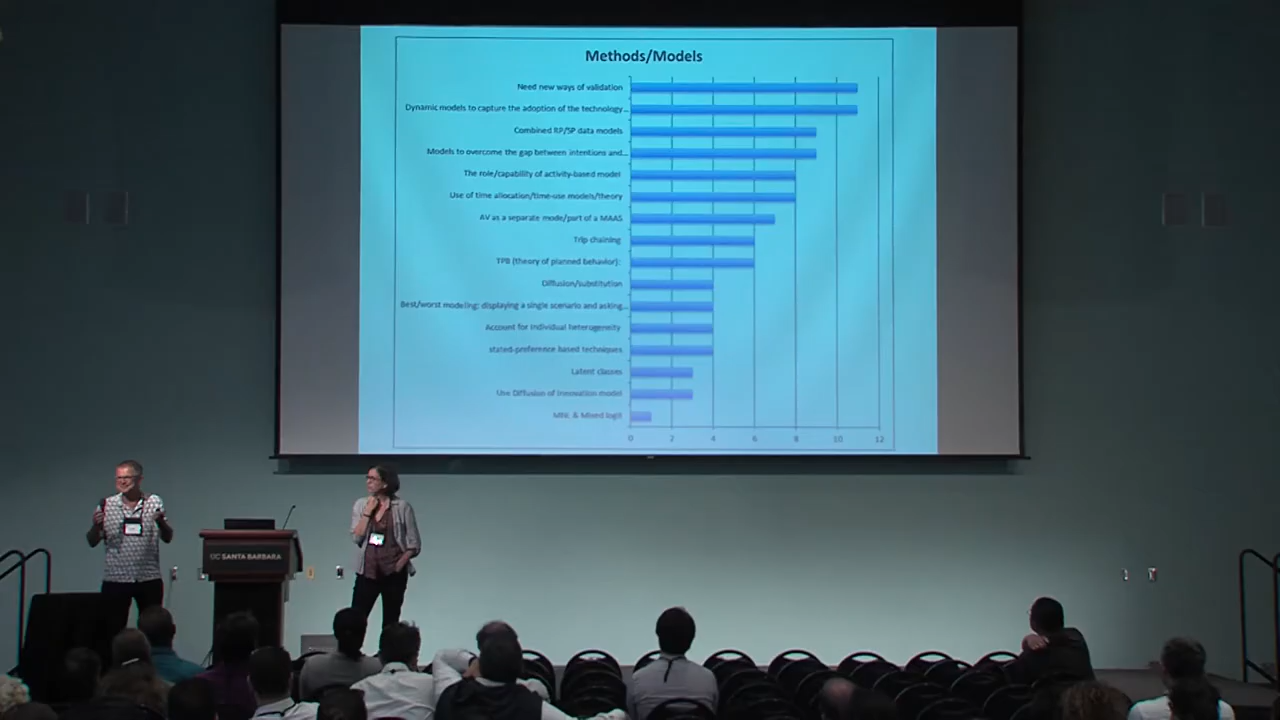 Methods/Models
Need new ways of validation
Dynamic models to capture the adoption of the technology...
Combined RP/SP data models
Models to overcome the gap between intentions and...
The role/capability of activity-based model
Use of time allocation/time-use models/theory
AV as a separate mode/part of a MAAS
Trip chaining
TPB (theory of planned behavior):
Diffusion/substitution
Best/worst modeling: displaying a single scenario and asking...
Account for individual heterogeneity
stated-preference based techniques
Latent classes
Use Diffusion of Innovation model
MNL & Mixed logit
0 2 4 6 8 10 12
UC SANTA BARBARA